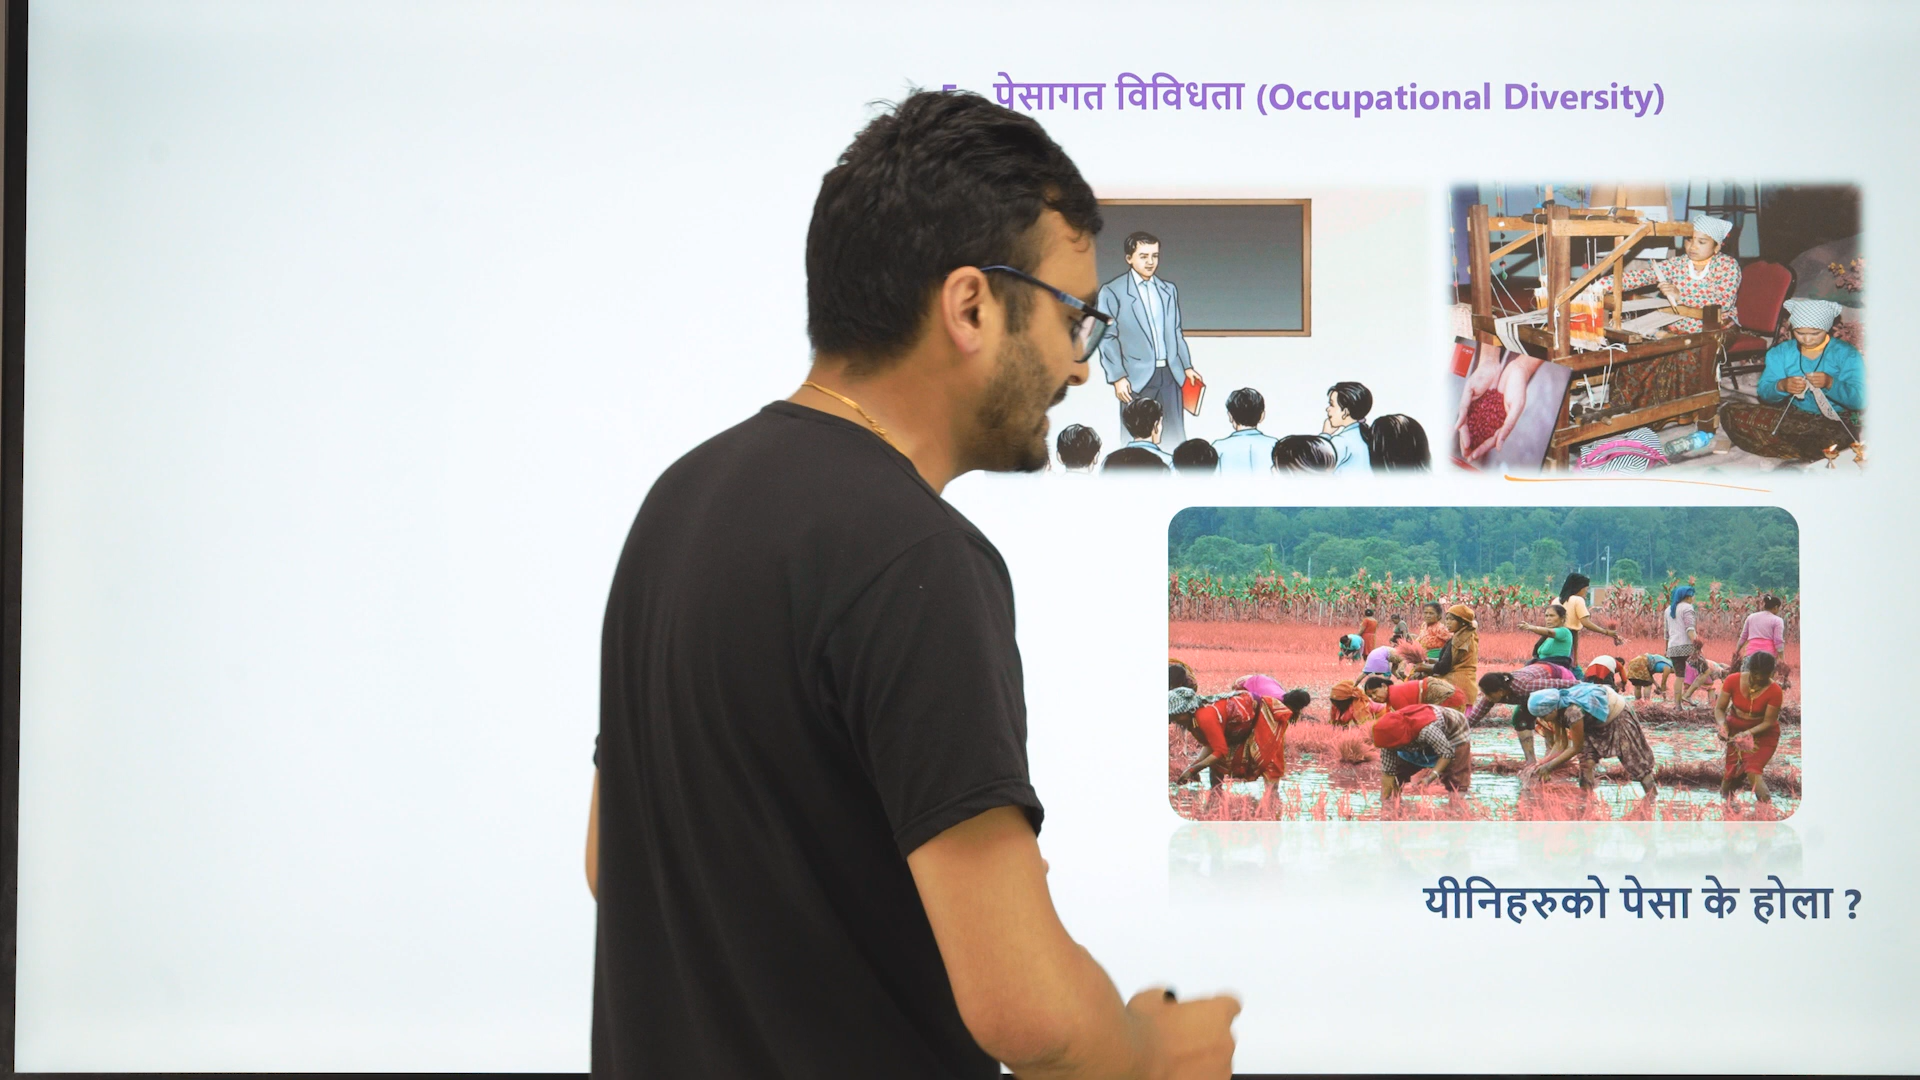 पेसागत विविधता (Occupational Diversity)
यीनिहरुको पेसा के होला ?